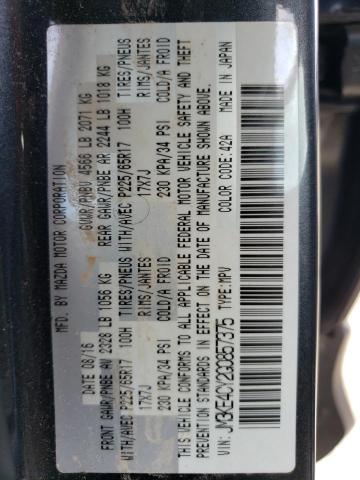 MFD. BY MAZDA MOTOR CORPORATION
DATE 08/16 GVWR/PNBV 4566 LB 2071 KG
FRONT GAWR/PNBE AV 2328 LB 1056 KG REAR GAWR/PNBE AR 2244 LB 1018 KG
WITH/AVEC P225/65R17 100H TIRES/PNEUS WITH/AVEC P225/65R17 100H TIRES/PNEUS
17X7J RIMS/JANTES 17X7J RIMS/JANTES
230 KPA/34 PSI COLD/A FROID 230 KPA/34 PSI COLD/A FROID
THIS VEHICLE CONFORMS TO ALL APPLICABLE FEDERAL MOTOR VEHICLE SAFETY AND THEFT
PREVENTION STANDARDS IN EFFECT ON THE DATE OF MANUFACTURE SHOWN ABOVE.
VIN: JM3KE4CY2G0857375 TYPE: MPV COLOR CODE: 42A MADE IN JAPAN